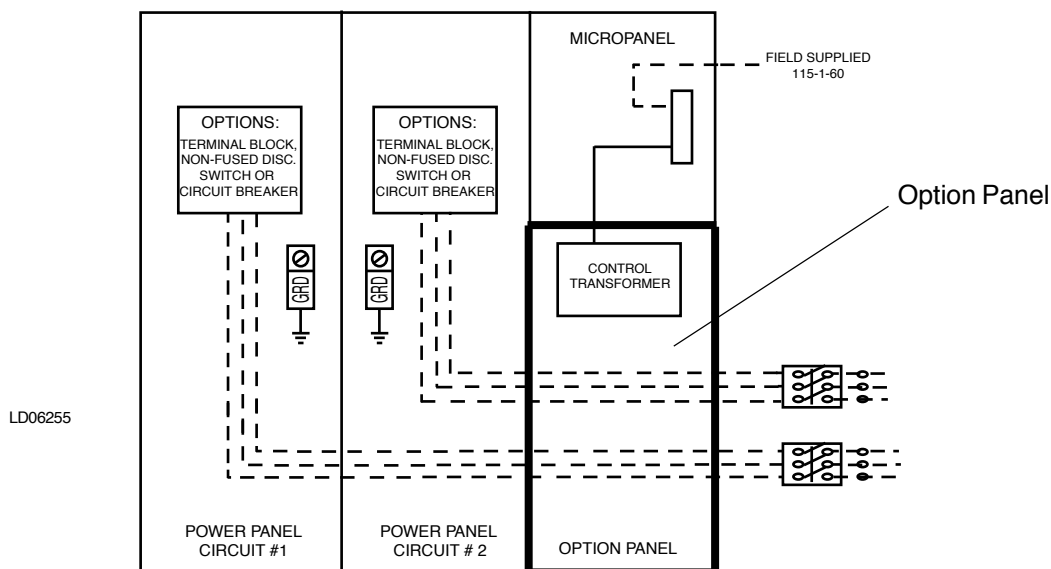 MICROPANEL
FIELD SUPPLIED
115-1-60
OPTIONS:
TERMINAL BLOCK,
NON-FUSED DISC.
SWITCH OR
CIRCUIT BREAKER
OPTIONS:
TERMINAL BLOCK,
NON-FUSED DISC.
SWITCH OR
CIRCUIT BREAKER
Option Panel
GRD
GRD
CONTROL
TRANSFORMER
LD06255
POWER PANEL
CIRCUIT #1
POWER PANEL
CIRCUIT # 2
OPTION PANEL